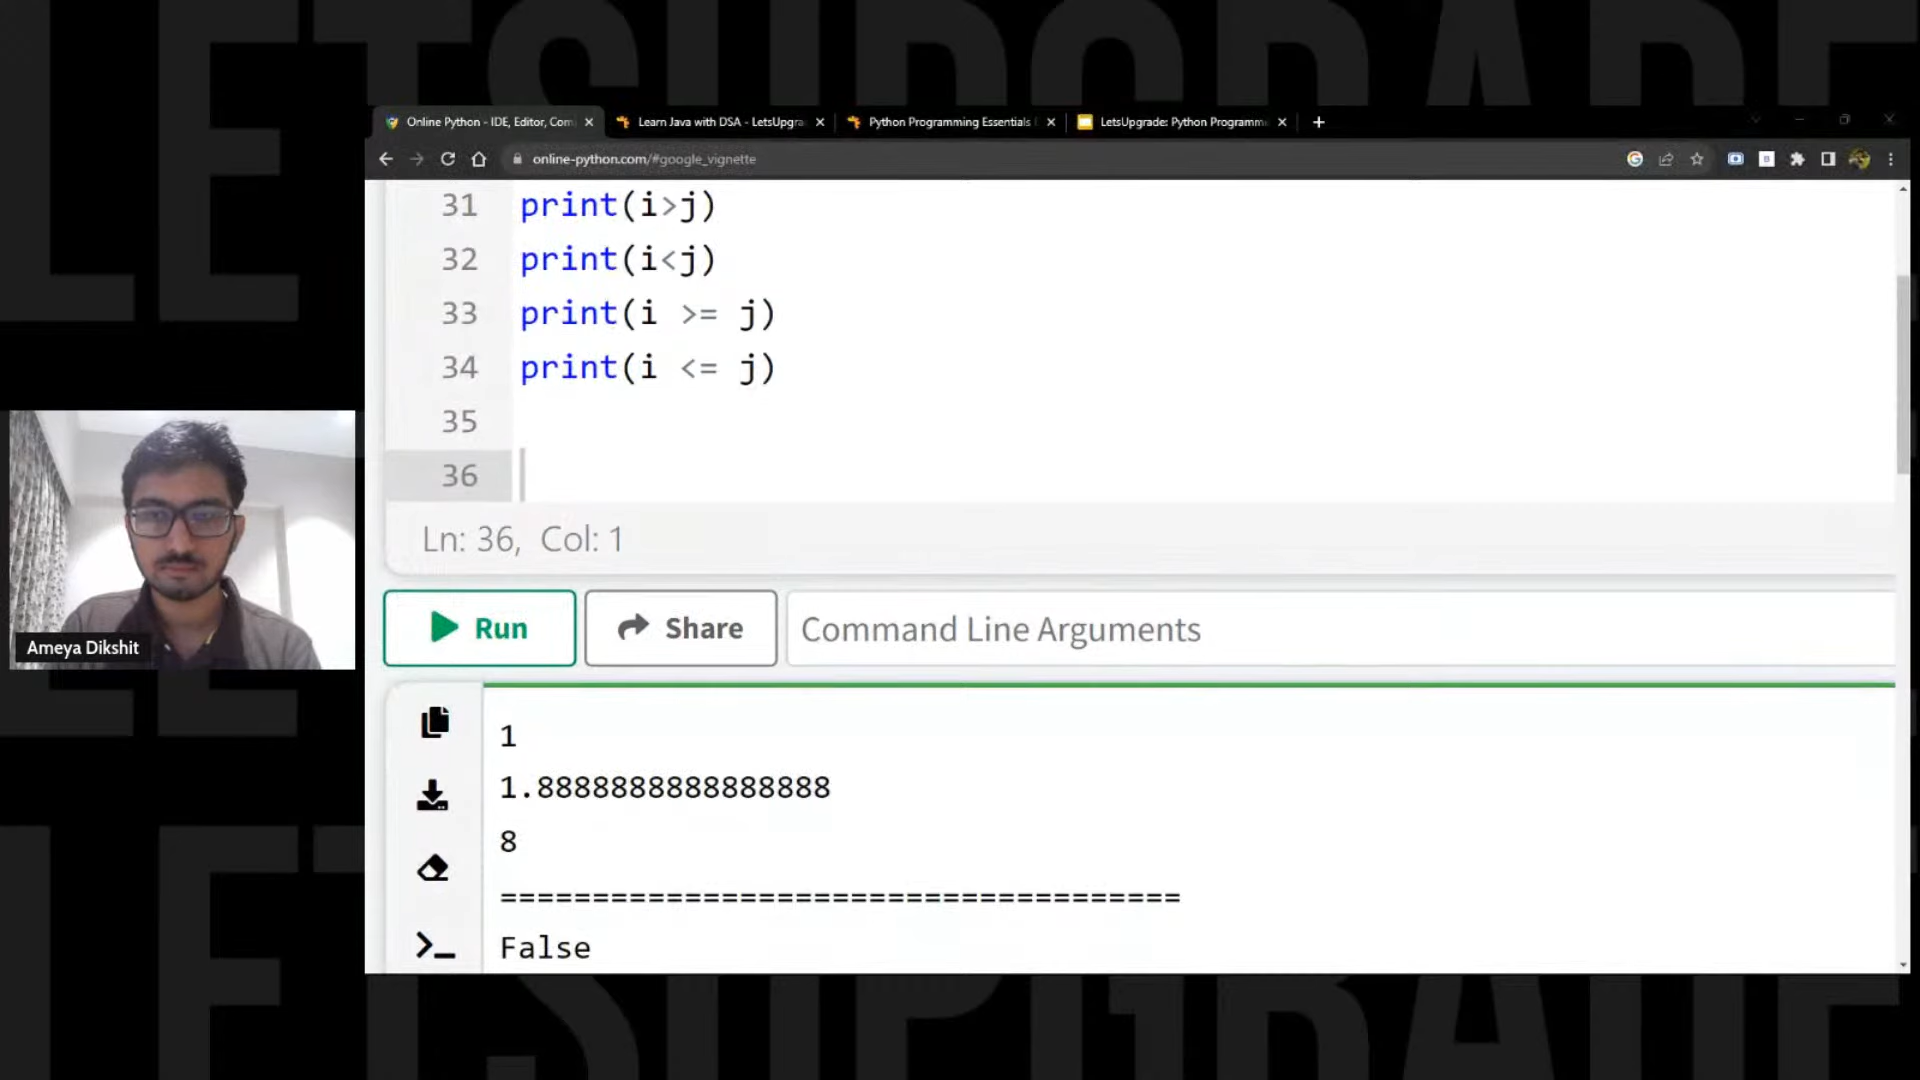 LETSUPGRADE
Online Python - IDE, Editor, Com
Learn Java with DSA - LetsUpgra
Python Programming Essentials
LetsUpgrade: Python Programm
online-python.com/#google_vignette
31 print(i>j)
32 print(i<j)
33 print(i >= j)
34 print(i <= j)
35
36
Ln: 36, Col: 1
Run
Share
Command Line Arguments
Ameya Dikshit
1
1.8888888888888888
8
=====================================
False
LETSUPGRADE